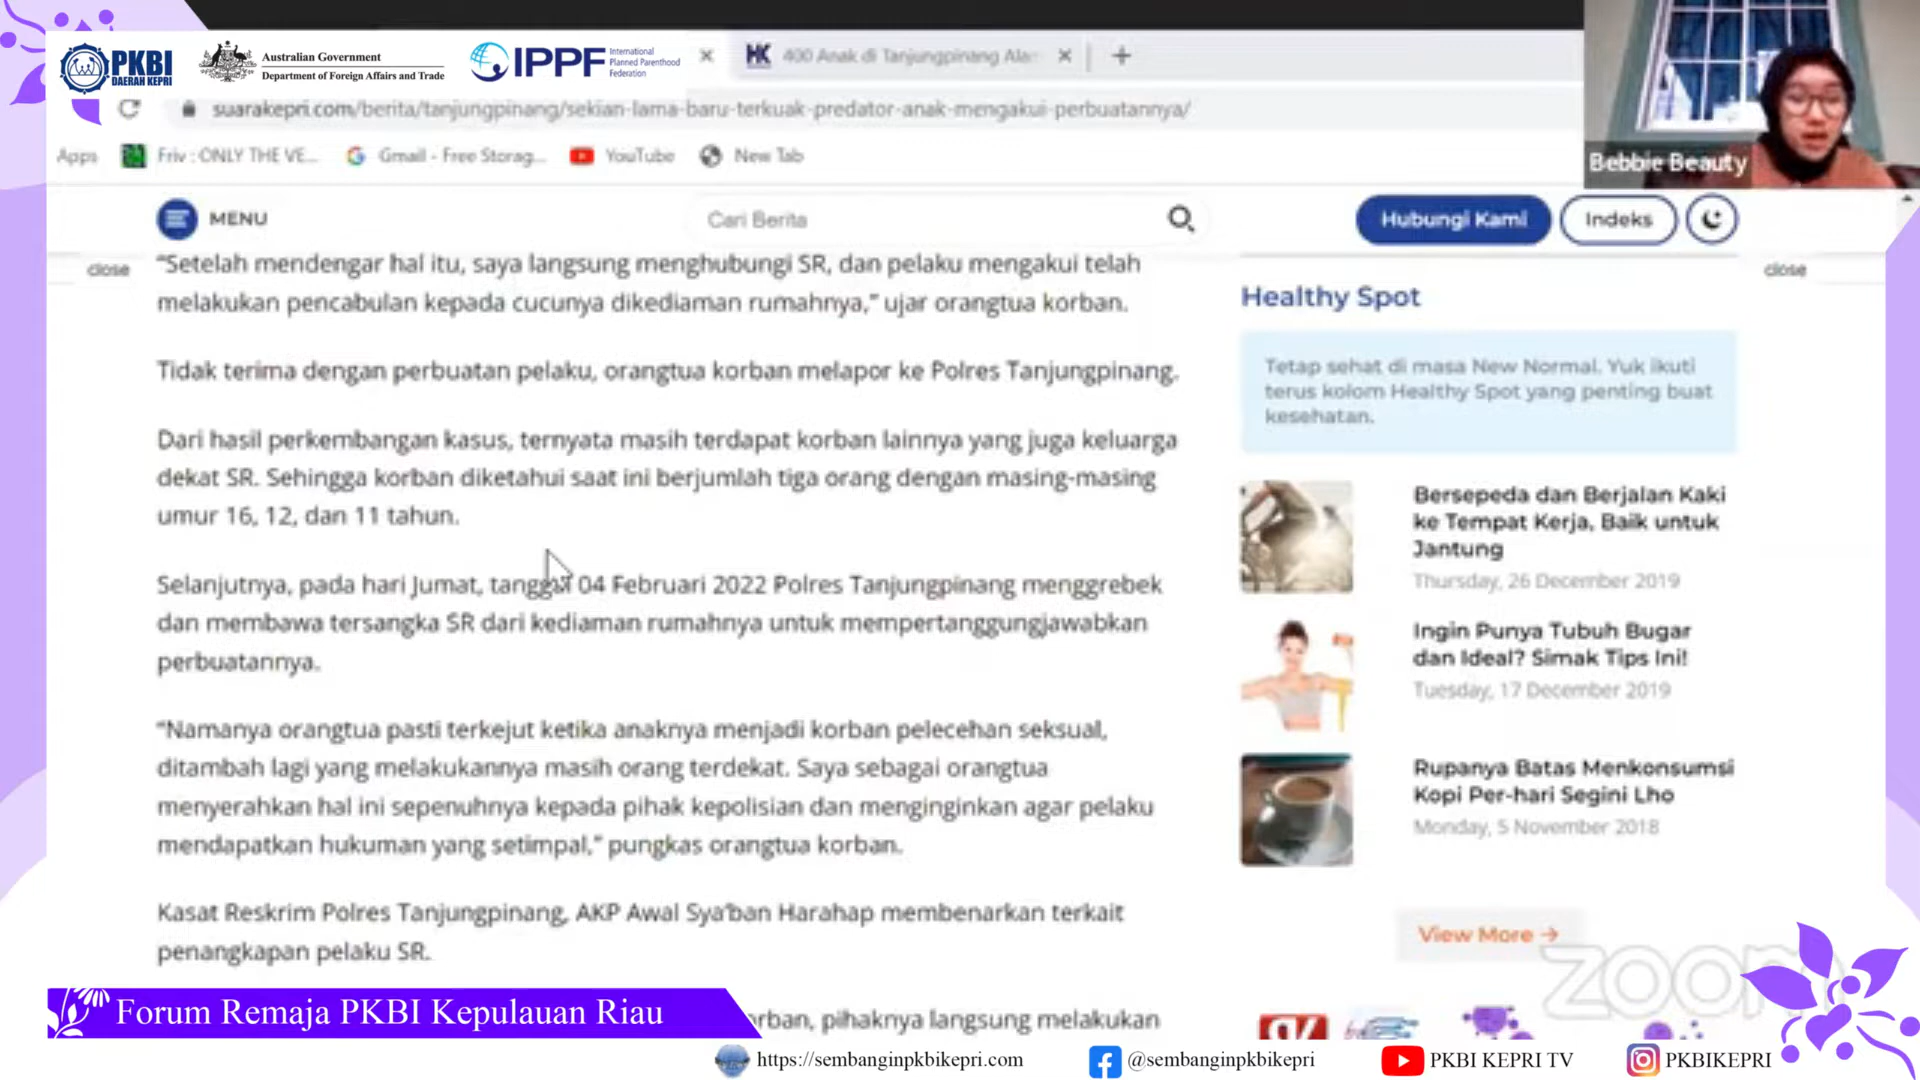 PKBI
DAERAH KEPRI
Australian Government
Department of Foreign Affairs and Trade
IPPF
International
Planned Parenthood
Federation
HK 400 Anak di Tanjungpinang Ala
suarakepri.com/berita/tanjungpinang/sekian-lama-baru-terkuak-predator-anak-mengakui-perbuatannya/
Apps
Friv : ONLY THE VE...
Gmail - Free Storag...
YouTube
New Tab
Bebbie Beauty
MENU
Cari Berita
Hubungi Kami
Indeks
close
close
“Setelah mendengar hal itu, saya langsung menghubungi SR, dan pelaku mengakui telah
melakukan pencabulan kepada cucunya dikediaman rumahnya,” ujar orangtua korban.
Tidak terima dengan perbuatan pelaku, orangtua korban melapor ke Polres Tanjungpinang.
Dari hasil perkembangan kasus, ternyata masih terdapat korban lainnya yang juga keluarga
dekat SR. Sehingga korban diketahui saat ini berjumlah tiga orang dengan masing-masing
umur 16, 12, dan 11 tahun.
Selanjutnya, pada hari Jumat, tanggal 04 Februari 2022 Polres Tanjungpinang menggrebek
dan membawa tersangka SR dari kediaman rumahnya untuk mempertanggungjawabkan
perbuatannya.
“Namanya orangtua pasti terkejut ketika anaknya menjadi korban pelecehan seksual,
ditambah lagi yang melakukannya masih orang terdekat. Saya sebagai orangtua
menyerahkan hal ini sepenuhnya kepada pihak kepolisian dan menginginkan agar pelaku
mendapatkan hukuman yang setimpal,” pungkas orangtua korban.
Kasat Reskrim Polres Tanjungpinang, AKP Awal Sya’ban Harahap membenarkan terkait
penangkapan pelaku SR.
rban, pihaknya langsung melakukan
Healthy Spot
Tetap sehat di masa New Normal. Yuk ikuti
terus kolom Healthy Spot yang penting buat
kesehatan.
Bersepeda dan Berjalan Kaki
ke Tempat Kerja, Baik untuk
Jantung
Thursday, 26 December 2019
Ingin Punya Tubuh Bugar
dan Ideal? Simak Tips Ini!
Tuesday, 17 December 2019
Rupanya Batas Menkonsumsi
Kopi Per-hari Segini Lho
Monday, 5 November 2018
View More →
zoom
Forum Remaja PKBI Kepulauan Riau
https://sembanginpkbikepri.com
@sembanginpkbikepri
PKBI KEPRI TV
PKBIKEPRI